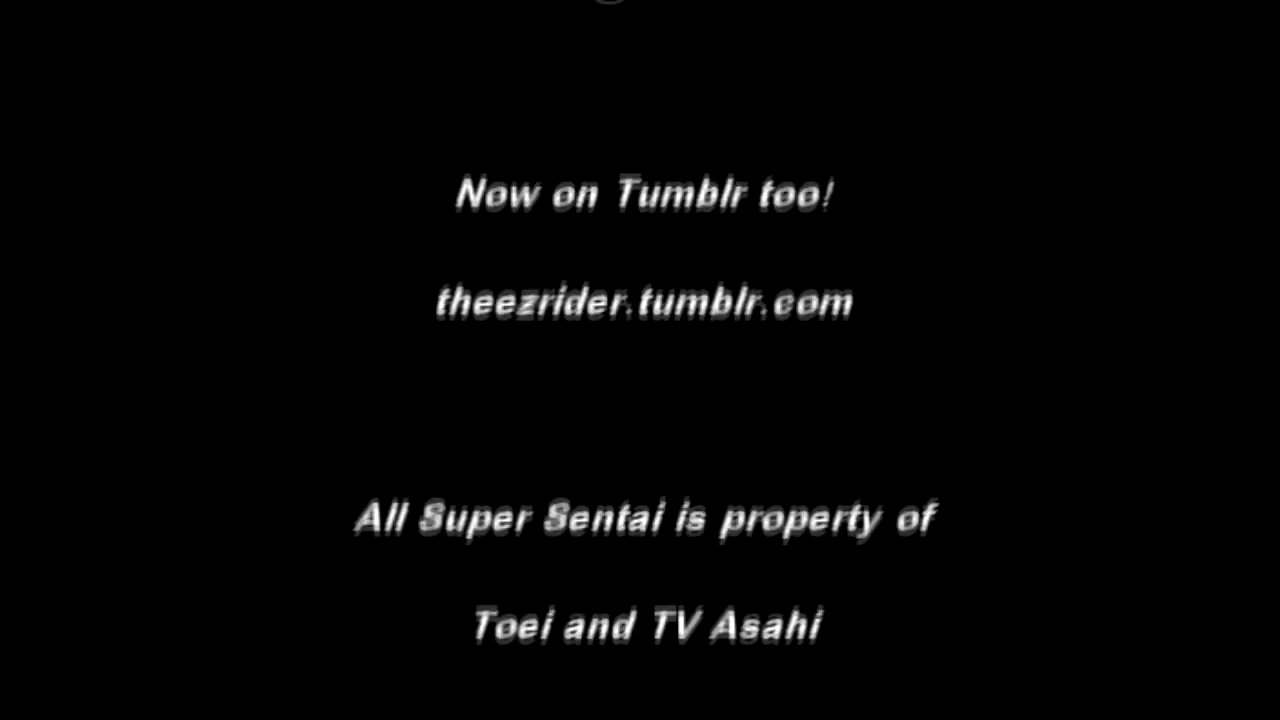 Now on Tumblr too!
theezrider.tumblr.com
All Super Sentai is property of
Toei and TV Asahi